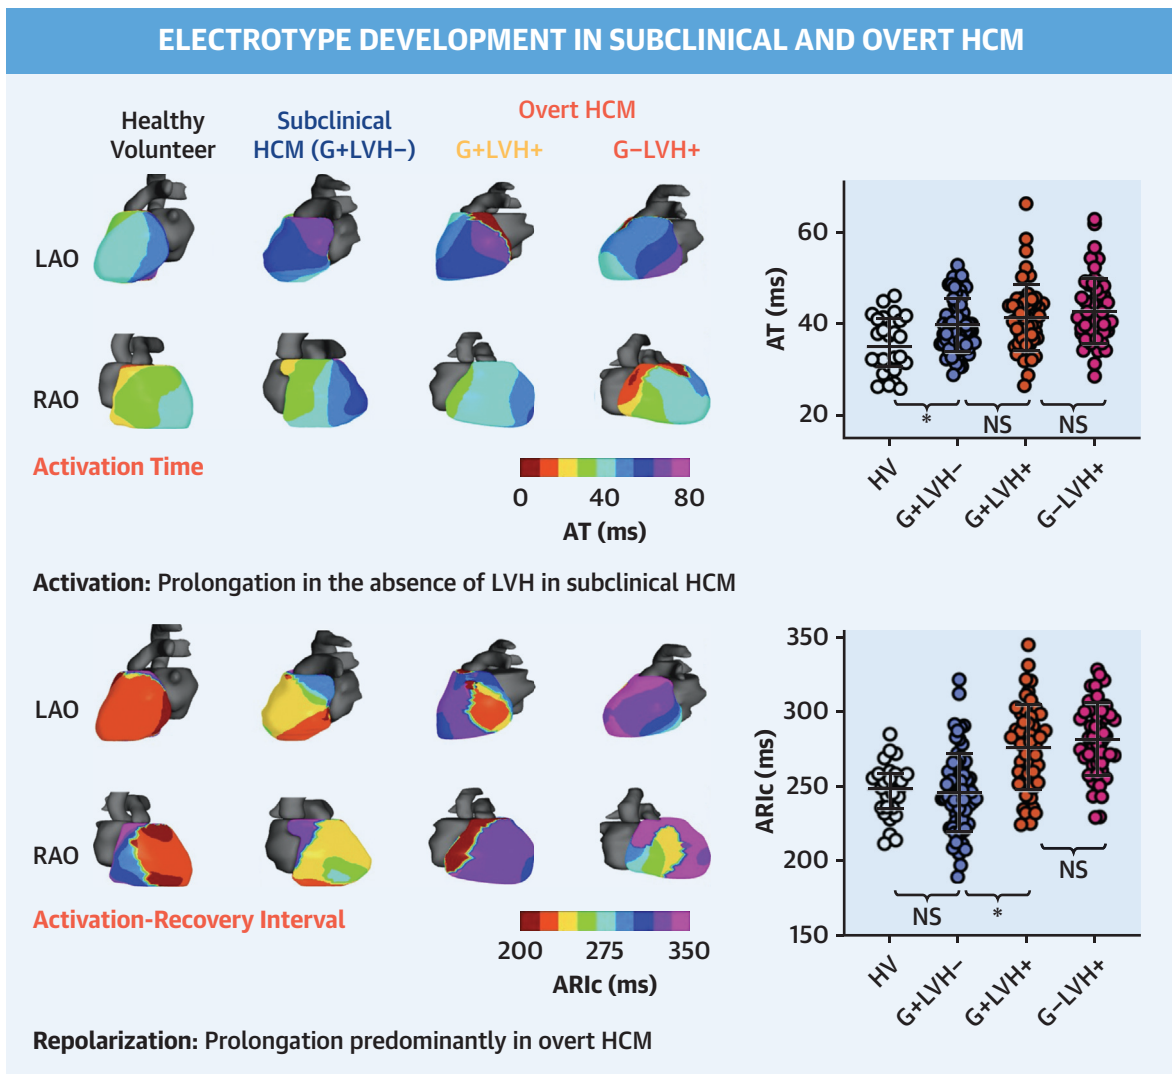 ELECTROTYPE DEVELOPMENT IN SUBCLINICAL AND OVERT HCM
Overt HCM
Healthy
Volunteer
Subclinical
HCM (G+LVH−)
G+LVH+
G−LVH+
LAO
RAO
Activation Time
0
40
80
AT (ms)
AT (ms)
60
40
20
*
NS
NS
HV
G+LVH−
G+LVH+
G−LVH+
Activation: Prolongation in the absence of LVH in subclinical HCM
LAO
RAO
Activation-Recovery Interval
200
275
350
ARIc (ms)
ARIc (ms)
350
300
250
200
150
NS
*
NS
HV
G+LVH−
G+LVH+
G−LVH+
Repolarization: Prolongation predominantly in overt HCM